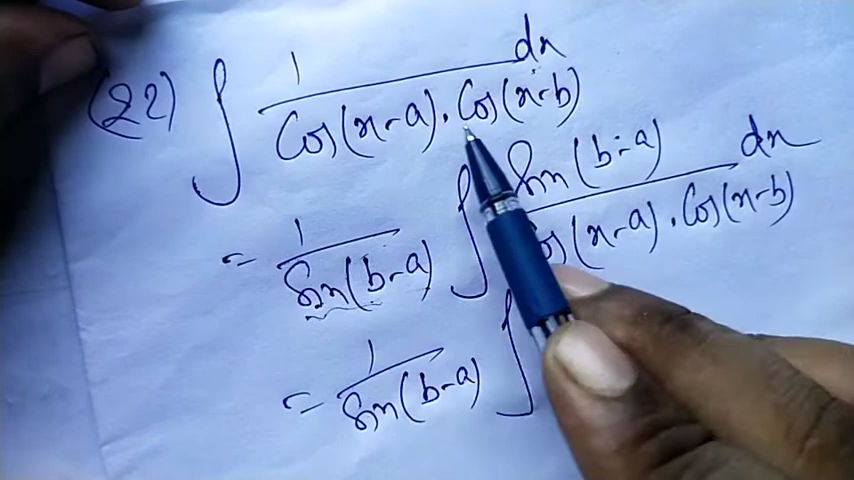 (22) ∫ 1 / Cos(x-a).Cos(x-b) dx
= 1 / Sin(b-a) ∫ Sin(b-a) / Cos(x-a).Cos(x-b) dx
= 1 / Sin(b-a) ∫